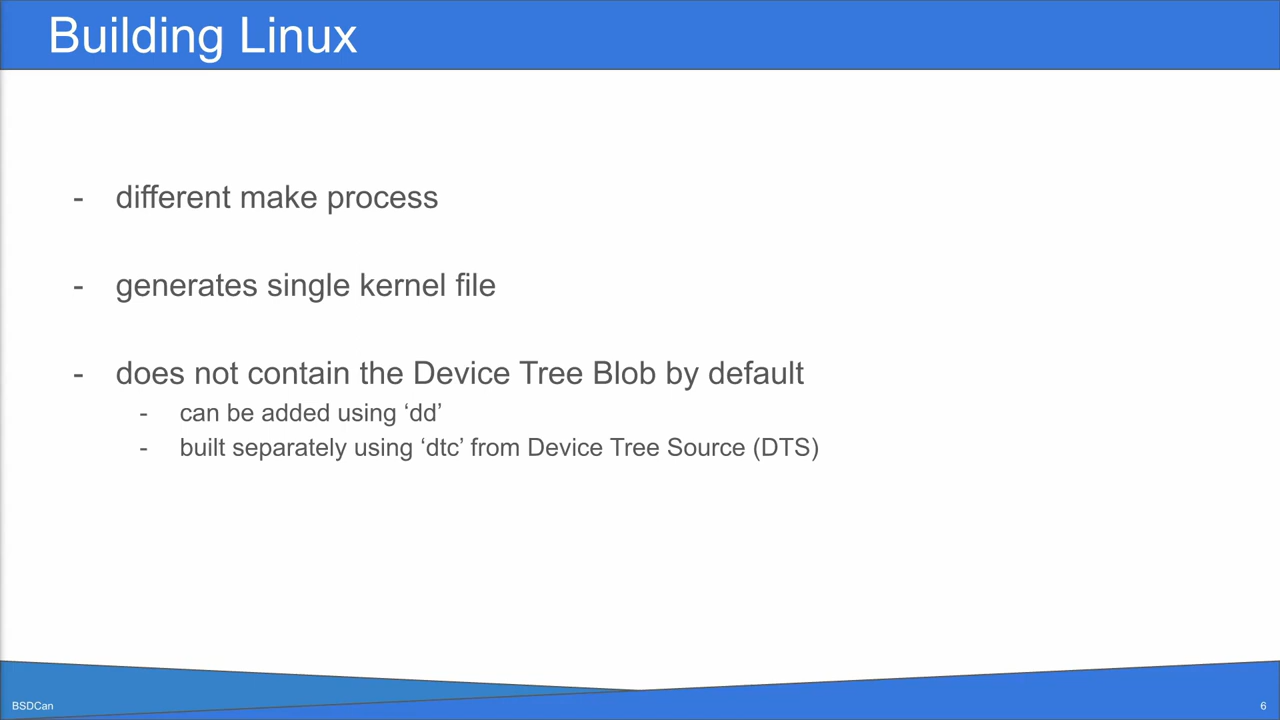 Building Linux
- different make process
- generates single kernel file
- does not contain the Device Tree Blob by default
- can be added using ‘dd’
- built separately using ‘dtc’ from Device Tree Source (DTS)
BSDCan
6